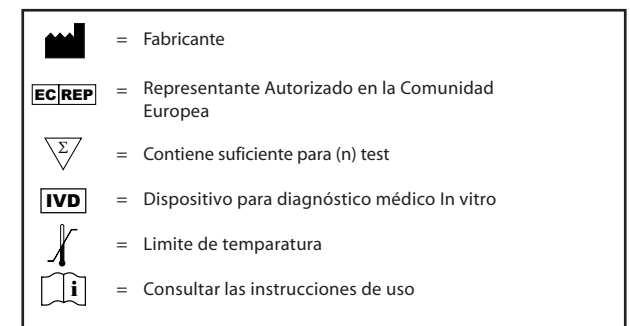 = Fabricante
EC REP = Representante Autorizado en la Comunidad
Europea
Σ = Contiene suficiente para (n) test
IVD = Dispositivo para diagnóstico médico In vitro
= Limite de temparatura
i = Consultar las instrucciones de uso